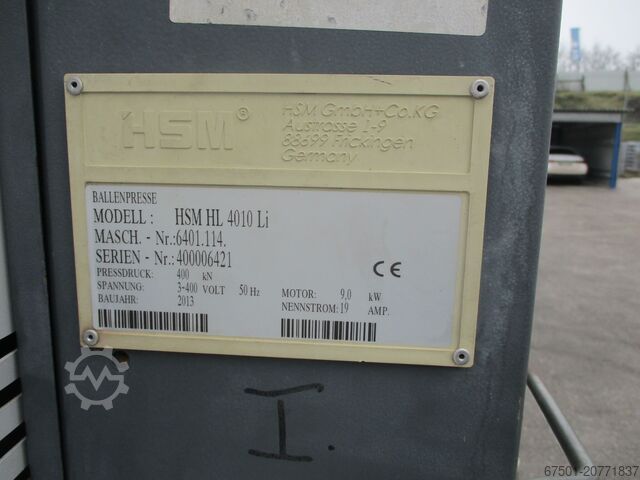 HSM®
HSM GmbH+Co.KG
Austrasse 1-9
88699 Frickingen
Germany
BALLENPRESSE
MODELL : HSM HL 4010 Li
MASCH. - Nr.:6401.114.
SERIEN - Nr.:400006421
PRESSDRUCK: 400 kN
SPANNUNG: 3~400 VOLT 50 Hz
BAUJAHR: 2013
MOTOR: 9,0 kW
NENNSTROM: 19 AMP.
CE
I.
67501-20771837